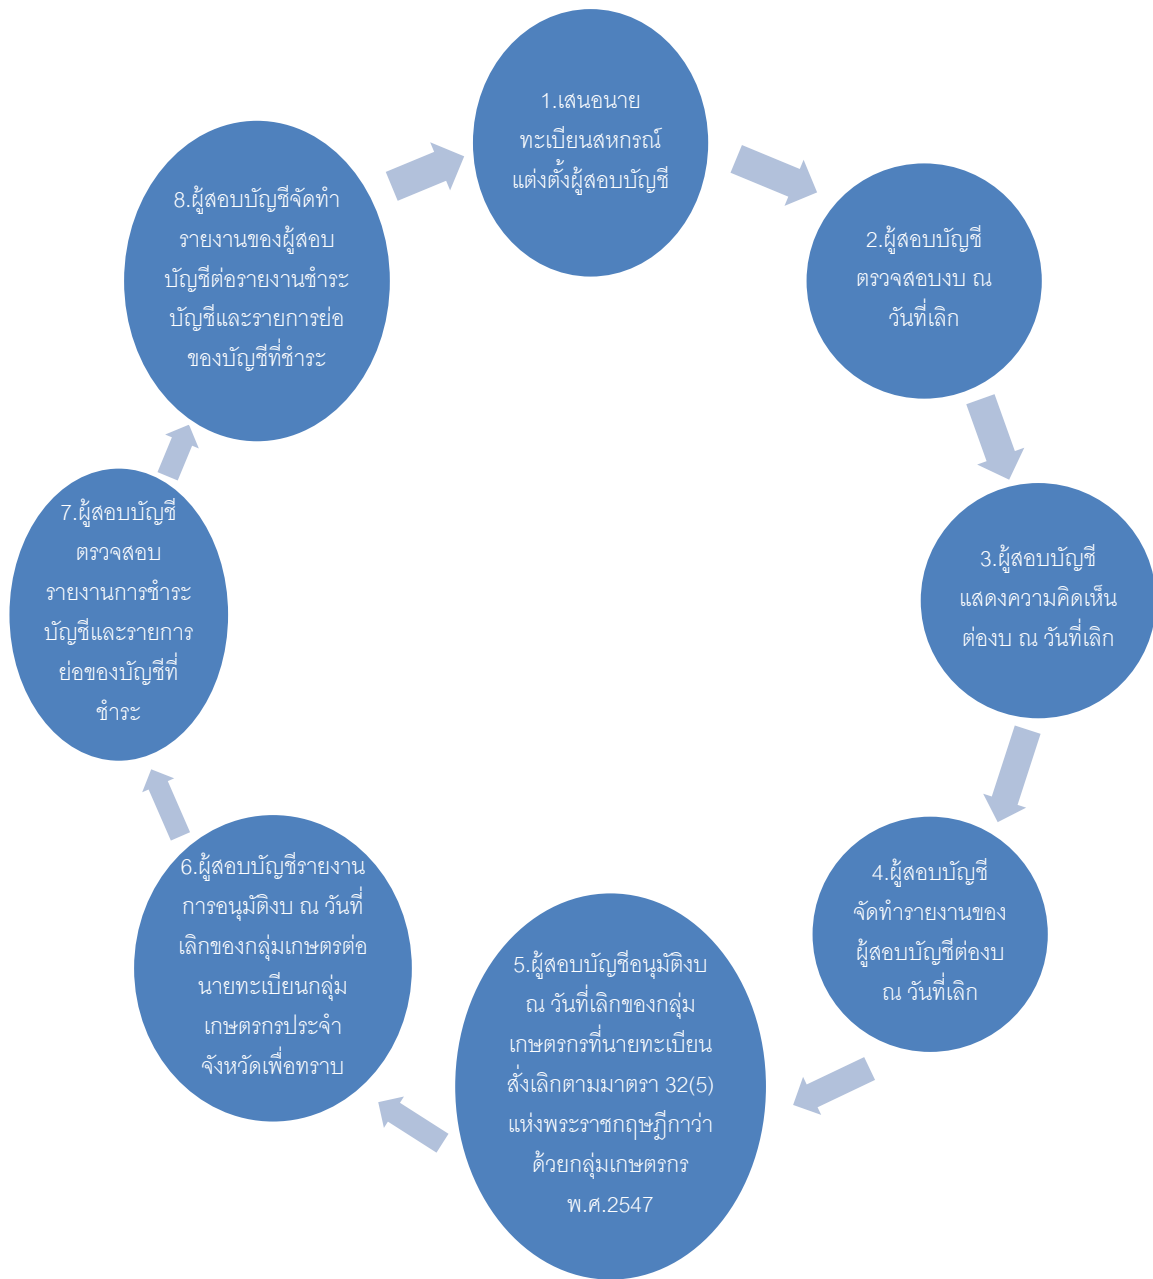 1.เสนอนาย
ทะเบียนสหกรณ์
แต่งตั้งผู้สอบบัญชี
2.ผู้สอบบัญชี
ตรวจสอบงบ ณ
วันที่เลิก
3.ผู้สอบบัญชี
แสดงความคิดเห็น
ต่องบ ณ วันที่เลิก
4.ผู้สอบบัญชี
จัดทำรายงานของ
ผู้สอบบัญชีต่องบ
ณ วันที่เลิก
5.ผู้สอบบัญชีอนุมัติงบ
ณ วันที่เลิกของกลุ่ม
เกษตรกรที่นายทะเบียน
สั่งเลิกตามมาตรา 32(5)
แห่งพระราชกฤษฎีกาว่า
ด้วยกลุ่มเกษตรกร
พ.ศ.2547
6.ผู้สอบบัญชีรายงาน
การอนุมัติงบ ณ วันที่
เลิกของกลุ่มเกษตรต่อ
นายทะเบียนกลุ่ม
เกษตรกรประจำ
จังหวัดเพื่อทราบ
7.ผู้สอบบัญชี
ตรวจสอบ
รายงานการชำระ
บัญชีและรายการ
ย่อของบัญชีที่
ชำระ
8.ผู้สอบบัญชีจัดทำ
รายงานของผู้สอบ
บัญชีต่อรายงานชำระ
บัญชีและรายการย่อ
ของบัญชีที่ชำระ